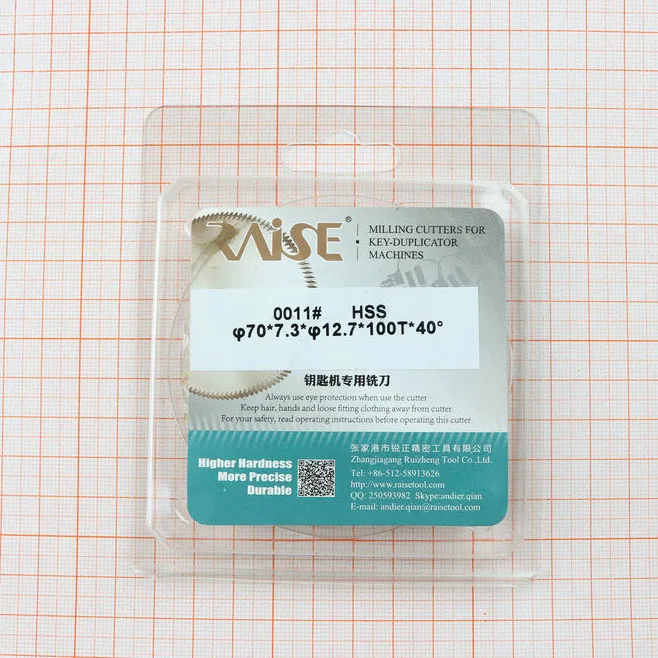 RAiSE®
MILLING CUTTERS FOR
KEY-DUPLICATOR
MACHINES
0011# HSS
φ70*7.3*φ12.7*100T*40°
钥匙机专用铣刀
Always use eye protection when use the cutter.
Keep hair, hands and loose fitting clothing away from cutter.
For your safety, read operating instructions before operating this cutter.
Higher Hardness
More Precise
Durable
张家港市锐正精密工具有限公司
Zhangjiagang Ruizheng Tool Co.,Ltd.
Tel: +86-512-58913626
http://www.raisetool.com
QQ: 250593982 Skype:andier.qian
E-mail: andier.qian@raisetool.com